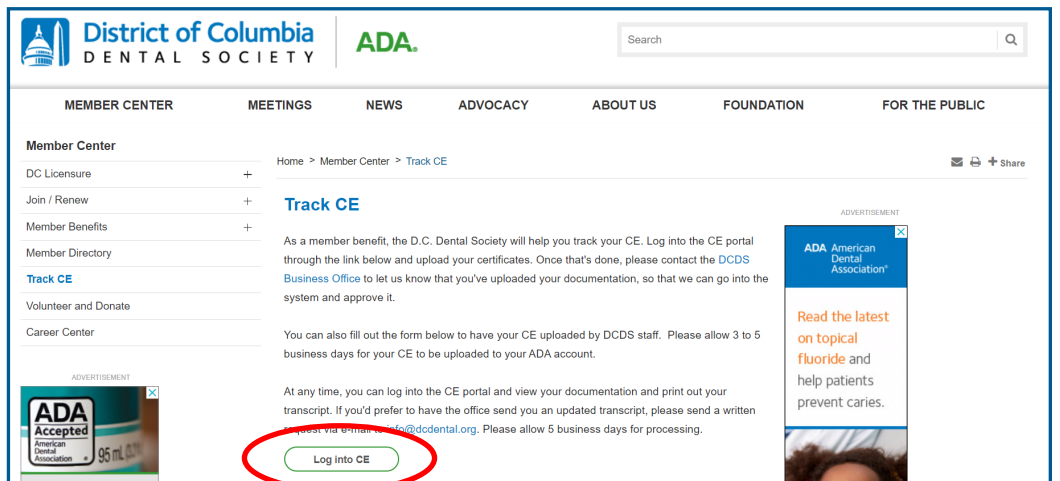 District of Columbia
DENTAL SOCIETY
ADA.
Search
MEMBER CENTER MEETINGS NEWS ADVOCACY ABOUT US FOUNDATION FOR THE PUBLIC
Member Center
DC Licensure +
Join / Renew +
Member Benefits +
Member Directory
Track CE
Volunteer and Donate
Career Center
ADVERTISEMENT
ADA
Accepted
American
Dental
Association ®
95 mL
Home > Member Center > Track CE
+ Share
Track CE
As a member benefit, the D.C. Dental Society will help you track your CE. Log into the CE portal
through the link below and upload your certificates. Once that's done, please contact the DCDS
Business Office to let us know that you've uploaded your documentation, so that we can go into the
system and approve it.
You can also fill out the form below to have your CE uploaded by DCDS staff. Please allow 3 to 5
business days for your CE to be uploaded to your ADA account.
At any time, you can log into the CE portal and view your documentation and print out your
transcript. If you'd prefer to have the office send you an updated transcript, please send a written
request via e-mail to info@dcdental.org. Please allow 5 business days for processing.
Log into CE
ADVERTISEMENT
ADA American
Dental
Association®
Read the latest
on topical
fluoride and
help patients
prevent caries.